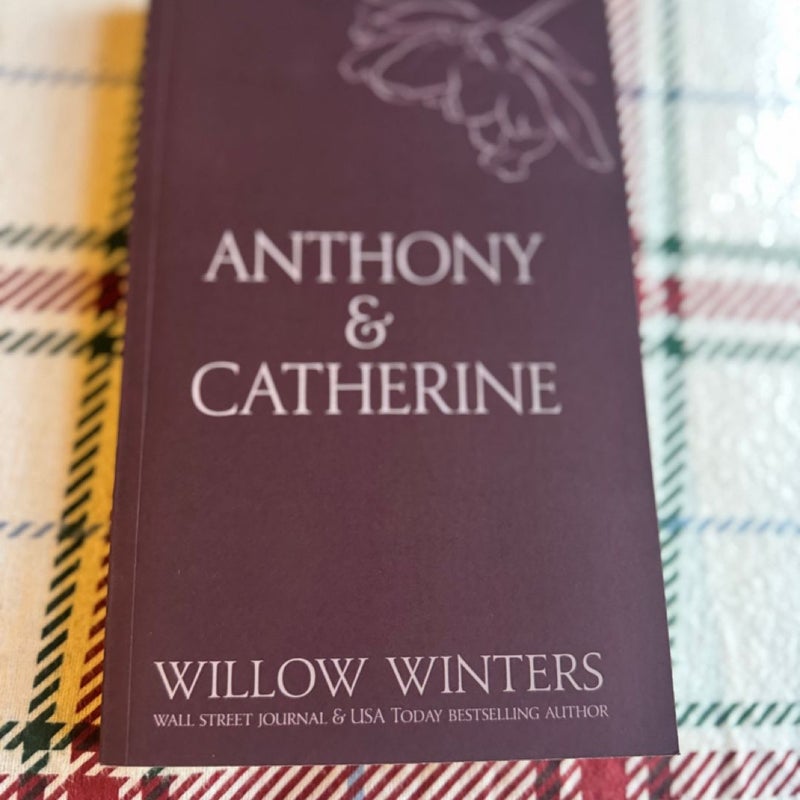 ANTHONY
&
CATHERINE
WILLOW WINTERS
WALL STREET JOURNAL & USA TODAY BESTSELLING AUTHOR